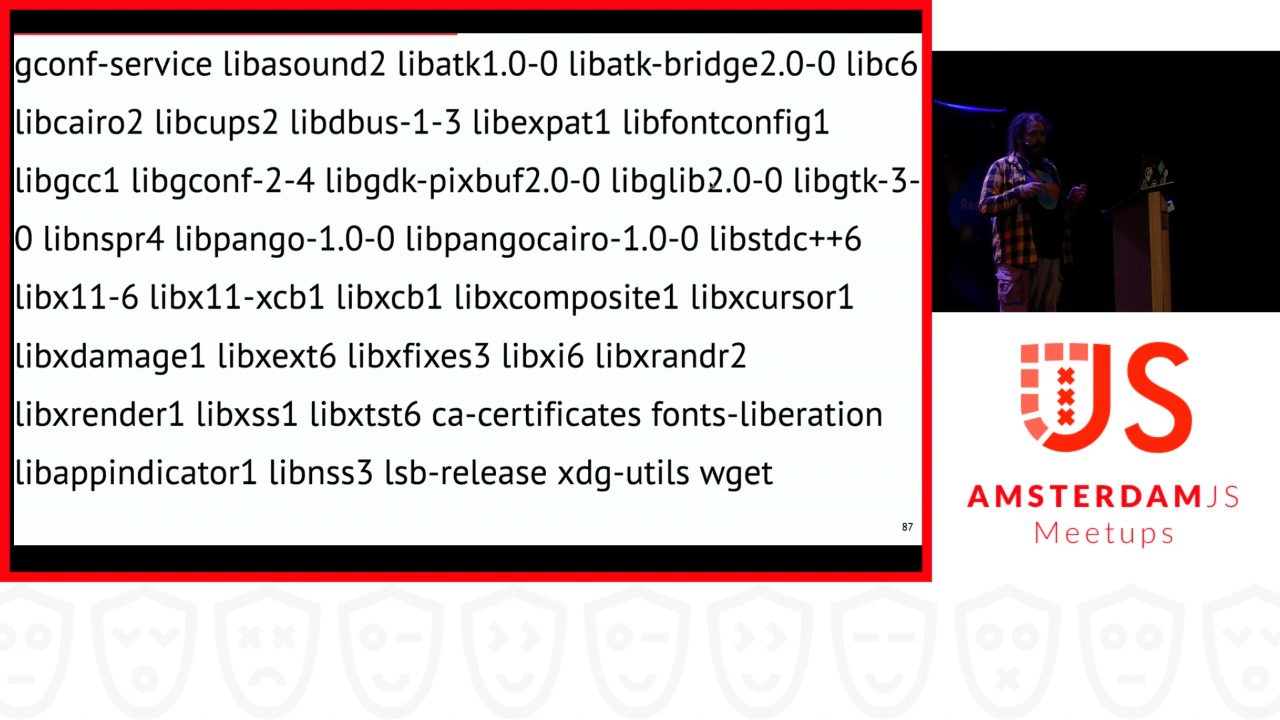 gconf-service libasound2 libatk1.0-0 libatk-bridge2.0-0 libc6
libcairo2 libcups2 libdbus-1-3 libexpat1 libfontconfig1
libgcc1 libgconf-2-4 libgdk-pixbuf2.0-0 libglib2.0-0 libgtk-3-
0 libnspr4 libpango-1.0-0 libpangocairo-1.0-0 libstdc++6
libx11-6 libx11-xcb1 libxcb1 libxcomposite1 libxcursor1
libxdamage1 libxext6 libxfixes3 libxi6 libxrandr2
libxrender1 libxss1 libxtst6 ca-certificates fonts-liberation
libappindicator1 libnss3 lsb-release xdg-utils wget
87
JS
AMSTERDAMJS
Meetups